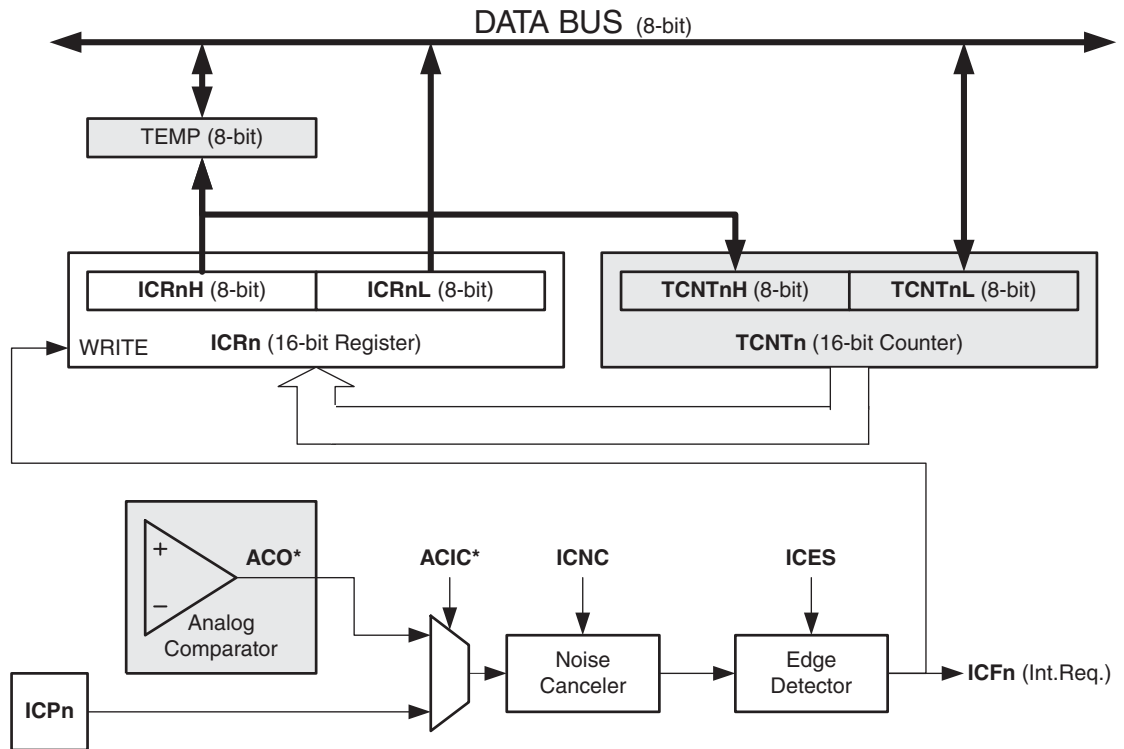 DATA BUS (8-bit)
TEMP (8-bit)
ICRnH (8-bit) ICRnL (8-bit) TCNTnH (8-bit) TCNTnL (8-bit)
WRITE ICRn (16-bit Register) TCNTn (16-bit Counter)
+
ACO* ACIC* ICNC ICES
−
Analog
Comparator
Noise
Canceler
Edge
Detector
ICFn (Int.Req.)
ICPn